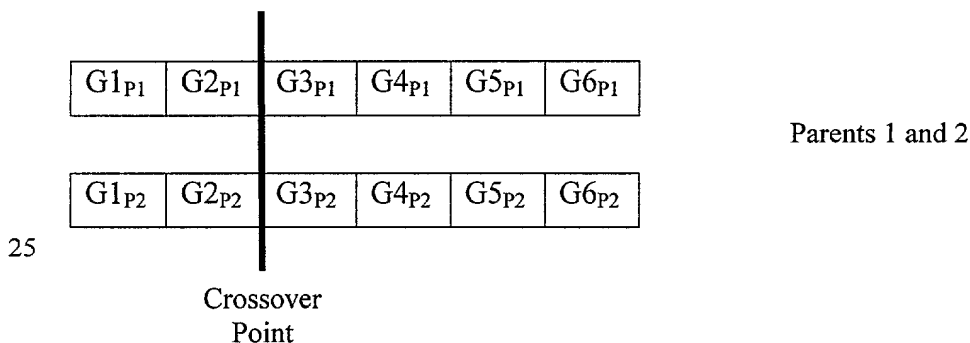 G1P1 G2P1 G3P1 G4P1 G5P1 G6P1
Parents 1 and 2
G1P2 G2P2 G3P2 G4P2 G5P2 G6P2
25
Crossover
Point